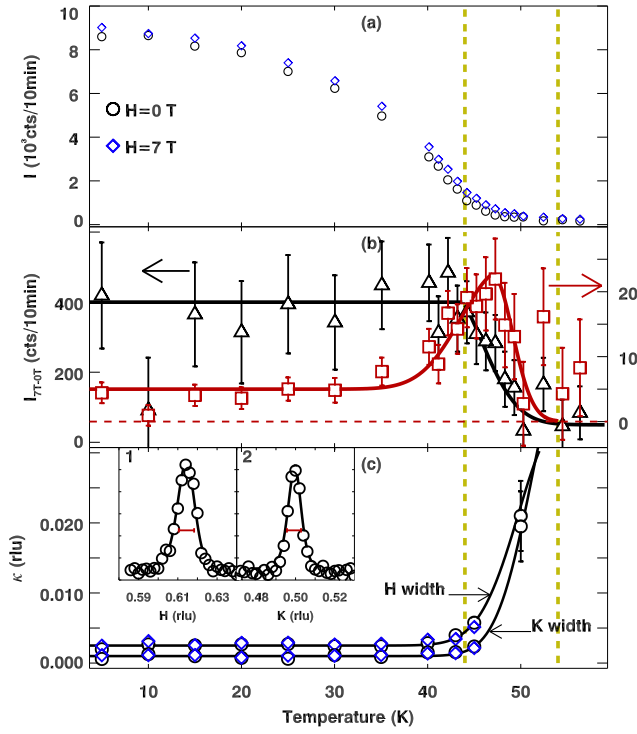 (a)
10
8
6
4
2
0
I (10³cts/10min)
H=0 T
H=7 T
(b)
400
200
0
I7T-0T (cts/10min)
20
10
0
(c)
1
2
0.59 0.61 0.63 0.48 0.50 0.52
H (rlu) K (rlu)
0.020
0.010
0.000
κ (rlu)
H width
K width
10 20 30 40 50
Temperature (K)